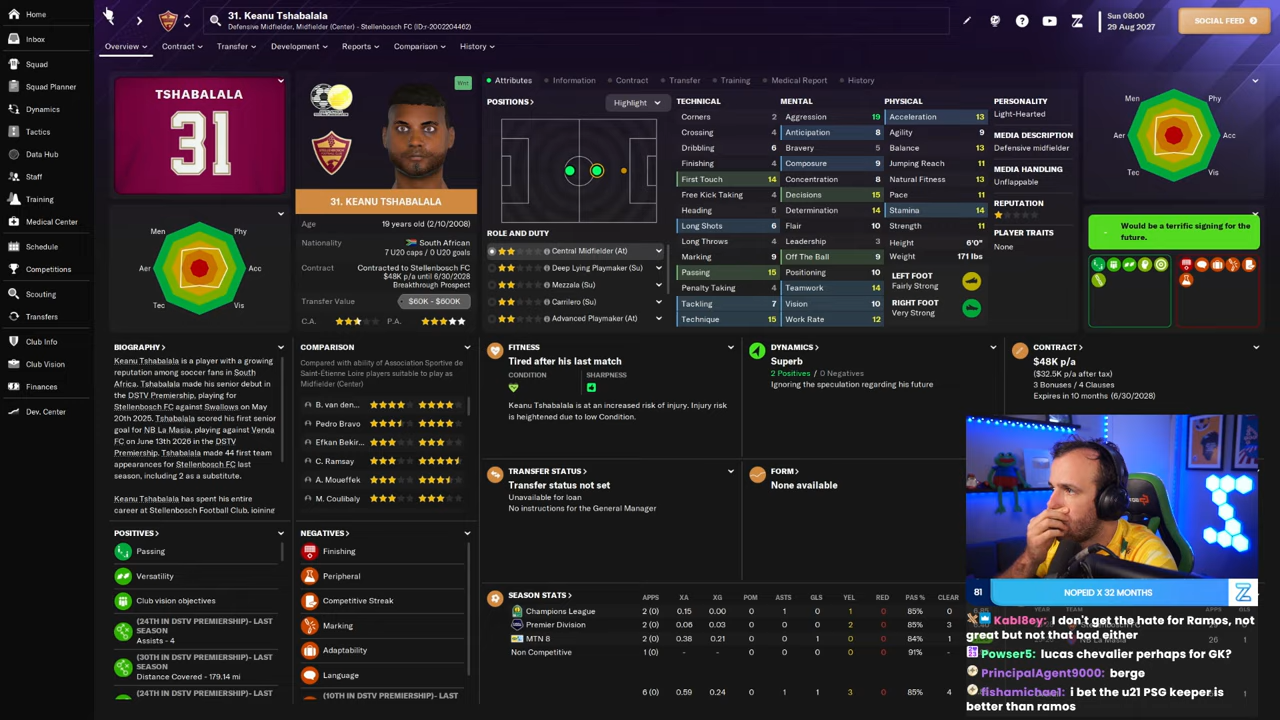 Home
Inbox
Squad
Squad Planner
Dynamics
Tactics
Data Hub
Staff
Training
Medical Center
Schedule
Competitions
Scouting
Transfers
Club Info
Club Vision
Finances
Dev. Center
31. Keanu Tshabalala
Defensive Midfielder, Midfielder (Center) - Stellenbosch FC (ID:r-2002204462)
Sun 08:00
29 Aug 2027
SOCIAL FEED
Overview
Contract
Transfer
Development
Reports
Comparison
History
TSHABALALA
31
Wnt
31. KEANU TSHABALALA
Age 19 years old (2/10/2008)
Nationality South African
7 U20 caps / 0 U20 goals
Contract Contracted to Stellenbosch FC
$48K p/a until 6/30/2028
Breakthrough Prospect
Transfer Value $60K - $600K
C.A. P.A.
Men Phy
Aer Acc
Tec Vis
Attributes
Information
Contract
Transfer
Training
Medical Report
History
POSITIONS>
Highlight
ROLE AND DUTY
Central Midfielder (At)
Deep Lying Playmaker (Su)
Mezzala (Su)
Carrilero (Su)
Advanced Playmaker (At)
TECHNICAL
Corners 2
Crossing 4
Dribbling 6
Finishing 4
First Touch 14
Free Kick Taking 4
Heading 5
Long Shots 6
Long Throws 4
Marking 9
Passing 15
Penalty Taking 4
Tackling 7
Technique 15
MENTAL
Aggression 19
Anticipation 8
Bravery 5
Composure 9
Concentration 8
Decisions 15
Determination 14
Flair 10
Leadership 3
Off The Ball 9
Positioning 10
Teamwork 14
Vision 10
Work Rate 12
PHYSICAL
Acceleration 13
Agility 9
Balance 13
Jumping Reach 11
Natural Fitness 13
Pace 11
Stamina 14
Strength 11
Height 6'0"
Weight 171 lbs
LEFT FOOT
Fairly Strong
RIGHT FOOT
Very Strong
PERSONALITY
Light-Hearted
MEDIA DESCRIPTION
Defensive midfielder
MEDIA HANDLING
Unflappable
REPUTATION
PLAYER TRAITS
None
Men Phy
Aer Acc
Tec Vis
Would be a terrific signing for the
future.
BIOGRAPHY>
Keanu Tshabalala is a player with a growing
reputation among soccer fans in South
Africa. Tshabalala made his senior debut in
the DSTV Premiership, playing for
Stellenbosch FC against Swallows on May
20th 2025. Tshabalala scored his first senior
goal for NB La Masia, playing against Venda
FC on June 13th 2026 in the DSTV
Premiership. Tshabalala made 44 first team
appearances for Stellenbosch FC last
season, including 2 as a substitute.
Keanu Tshabalala has spent his entire
career at Stellenbosch Football Club, joining
COMPARISON
Compared with ability of Association Sportive de
Saint-Étienne Loire players suitable to play as
Midfielder (Center)
B. van den...
Pedro Bravo
Efkan Bekir...
C. Ramsay
A. Moueffek
M. Coulibaly
POSITIVES>
Passing
Versatility
Club vision objectives
(24TH IN DSTV PREMIERSHIP)- LAST
SEASON
Assists - 4
(30TH IN DSTV PREMIERSHIP)- LAST
SEASON
Distance Covered - 179.14 mi
(24TH IN DSTV PREMIERSHIP)- LAST
NEGATIVES>
Finishing
Peripheral
Competitive Streak
Marking
Adaptability
Language
(10TH IN DSTV PREMIERSHIP)- LAST
FITNESS
Tired after his last match
CONDITION SHARPNESS
Keanu Tshabalala is at an increased risk of injury. Injury risk
is heightened due to low Condition.
DYNAMICS>
Superb
2 Positives / 0 Negatives
Ignoring the speculation regarding his future
CONTRACT>
$48K p/a
($32.5K p/a after tax)
3 Bonuses / 4 Clauses
Expires in 10 months (6/30/2028)
TRANSFER STATUS>
Transfer status not set
Unavailable for loan
No instructions for the General Manager
FORM>
None available
SEASON STATS> APPS XA XG POM ASTS GLS YEL RED PAS % CLEAR
Champions League 2 (0) 0.15 0.00 0 1 0 1 0 85% 0
Premier Division 2 (0) 0.06 0.03 0 0 0 2 0 85% 3
MTN 8 2 (0) 0.38 0.21 0 0 1 0 0 84% 1
Non Competitive 1 (0) - - - - - 0 0 91% -
6 (0) 0.59 0.24 0 1 1 3 0 85% 4
81 NOPEID X 32 MONTHS
Kabl8ey: I don't get the hate for Ramos, not
great but not that bad either
Powser5: lucas chevalier perhaps for GK?
PrincipalAgent9000: berge
fishamichael: i bet the u21 PSG keeper is
better than ramos